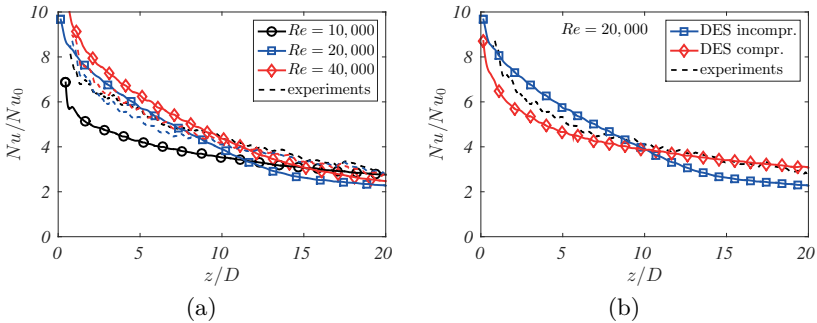 10
8
6
4
2
0
Nu/Nu₀
0 5 10 15 20
z/D
Re = 10,000
Re = 20,000
Re = 40,000
experiments
(a)
10
8
6
4
2
0
Nu/Nu₀
0 5 10 15 20
z/D
Re = 20,000
DES incompr.
DES compr.
experiments
(b)